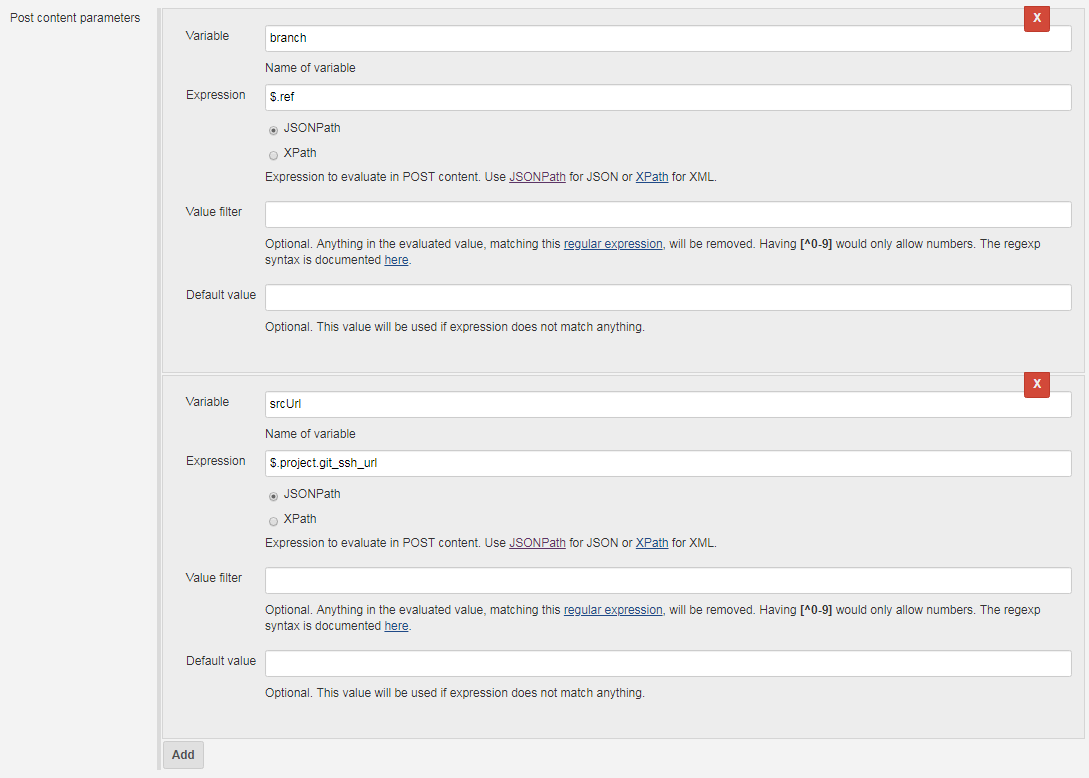 Post content parameters
X
Variable
branch
Name of variable
Expression
$.ref
JSONPath
XPath
Expression to evaluate in POST content. Use JSONPath for JSON or XPath for XML.
Value filter
Optional. Anything in the evaluated value, matching this regular expression, will be removed. Having [^0-9] would only allow numbers. The regexp
syntax is documented here.
Default value
Optional. This value will be used if expression does not match anything.
X
Variable
srcUrl
Name of variable
Expression
$.project.git_ssh_url
JSONPath
XPath
Expression to evaluate in POST content. Use JSONPath for JSON or XPath for XML.
Value filter
Optional. Anything in the evaluated value, matching this regular expression, will be removed. Having [^0-9] would only allow numbers. The regexp
syntax is documented here.
Default value
Optional. This value will be used if expression does not match anything.
Add